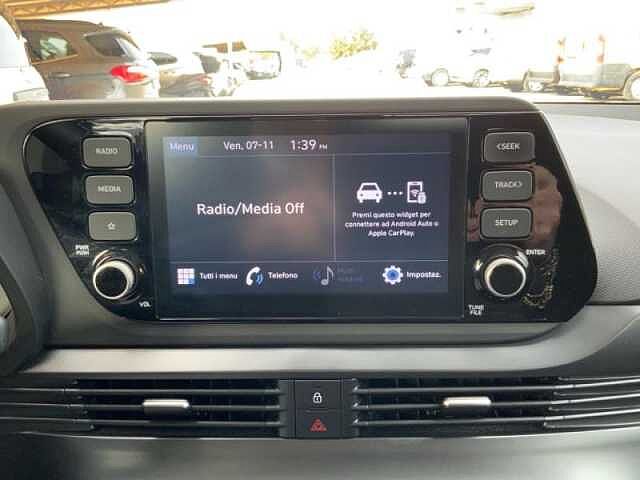 RADIO
MEDIA
PWR
PUSH
VOL
Menu
Ven. 07-11
1:39 PM
Radio/Media Off
Premi questo widget per
connettere ad Android Auto o
Apple CarPlay.
Tutti i menu
Telefono
Impostaz.
<SEEK
TRACK>
SETUP
ENTER
TUNE
FILE